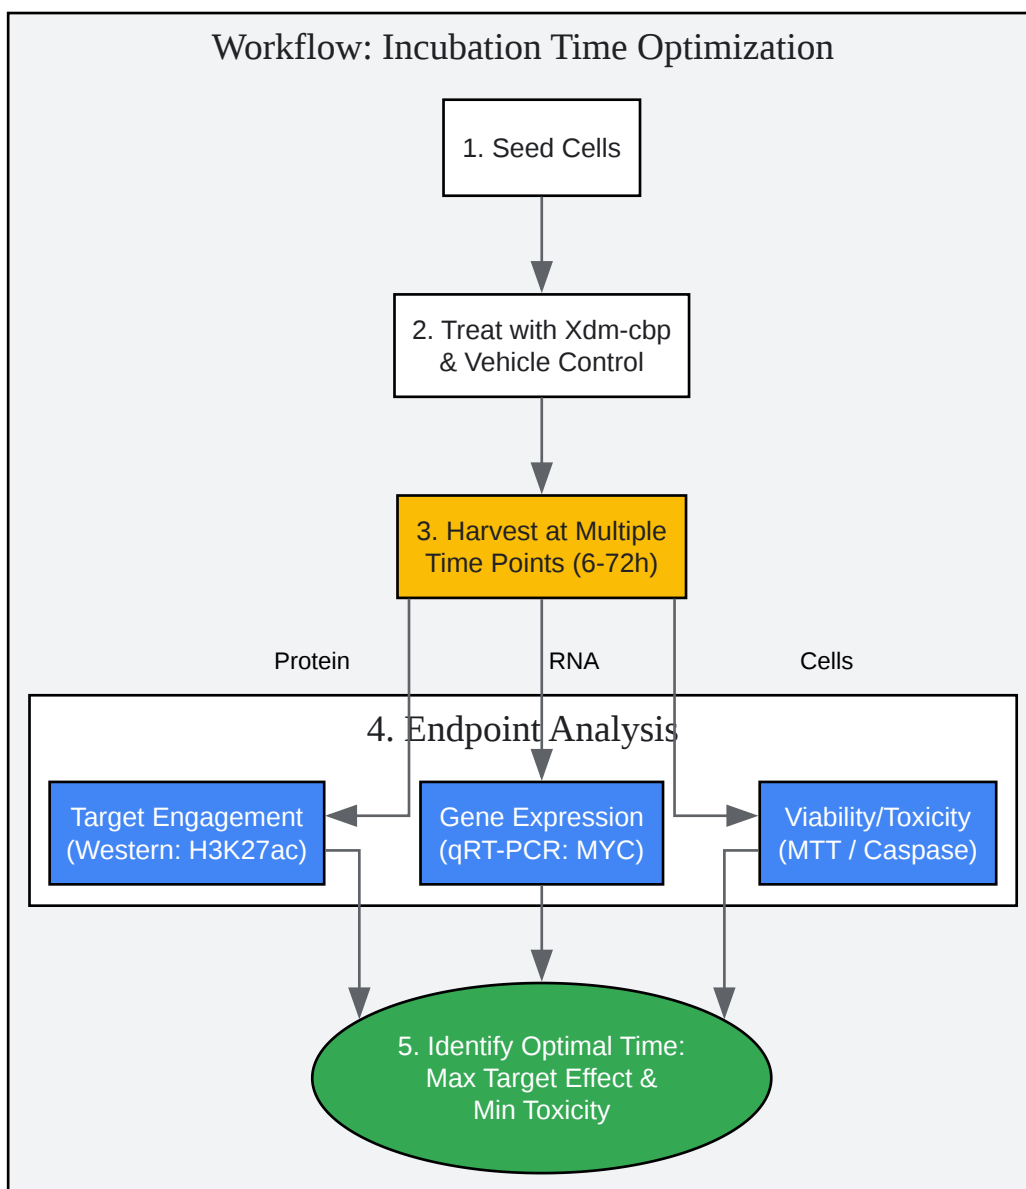 Workflow: Incubation Time Optimization
1. Seed Cells
2. Treat with Xdm-cbp
& Vehicle Control
3. Harvest at Multiple
Time Points (6-72h)
Protein
RNA
Cells
4. Endpoint Analysis
Target Engagement
(Western: H3K27ac)
Gene Expression
(qRT-PCR: MYC)
Viability/Toxicity
(MTT / Caspase)
5. Identify Optimal Time:
Max Target Effect &
Min Toxicity